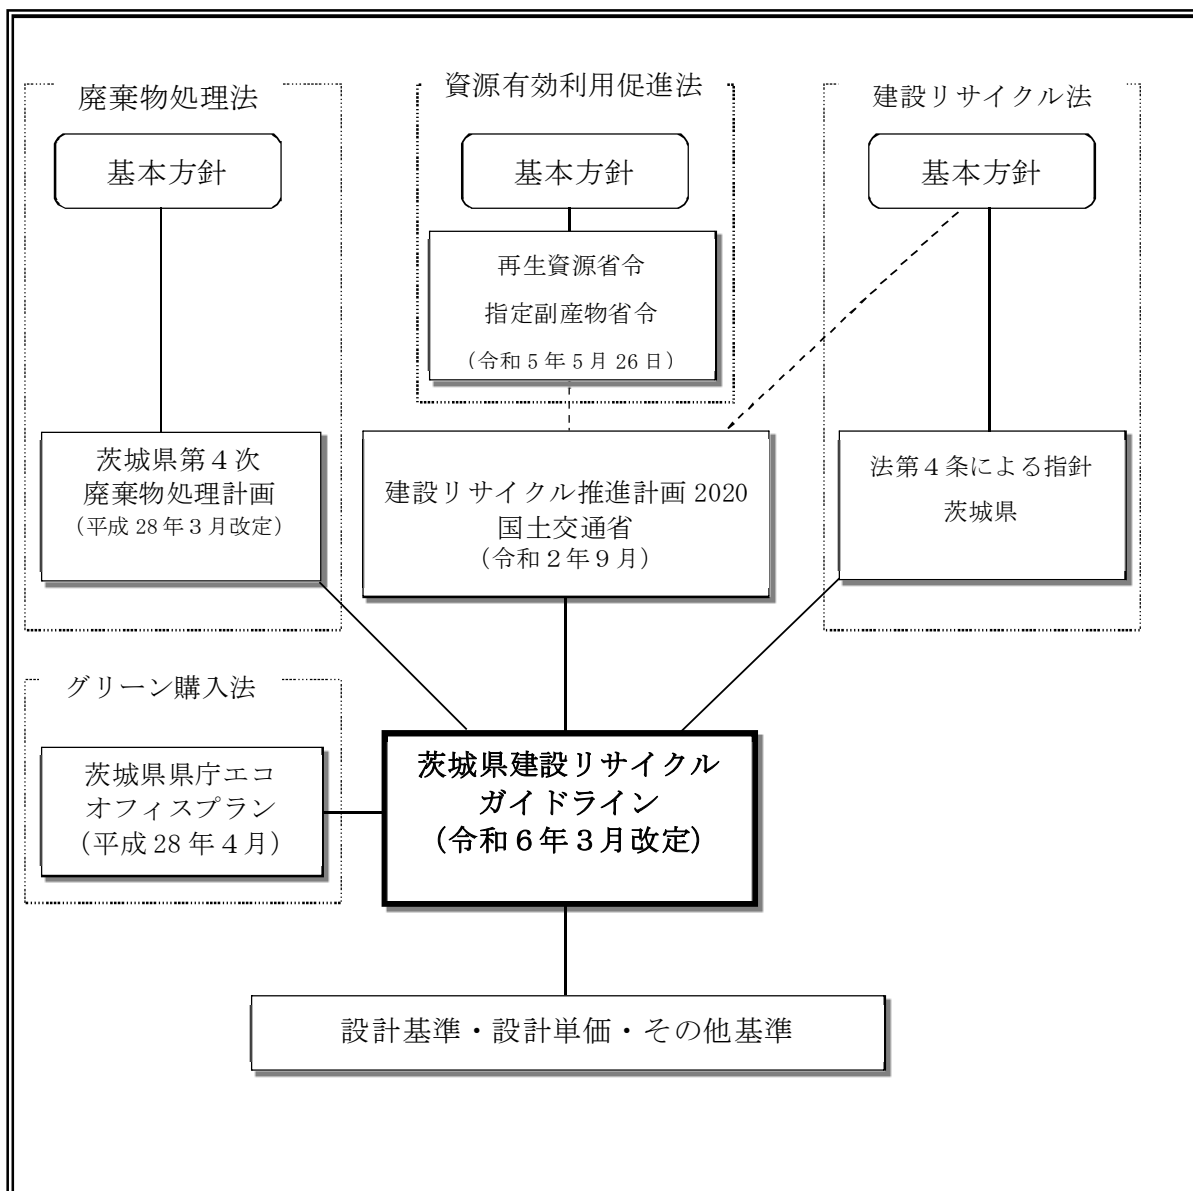 廃棄物処理法
基本方針
茨城県第４次
廃棄物処理計画
（平成 28 年３月改定）
資源有効利用促進法
基本方針
再生資源省令
指定副産物省令
（令和５年５月 26 日）
建設リサイクル推進計画 2020
国土交通省
（令和２年９月）
建設リサイクル法
基本方針
法第４条による指針
茨城県
グリーン購入法
茨城県県庁エコ
オフィスプラン
（平成 28 年４月）
茨城県建設リサイクル
ガイドライン
（令和６年３月改定）
設計基準・設計単価・その他基準